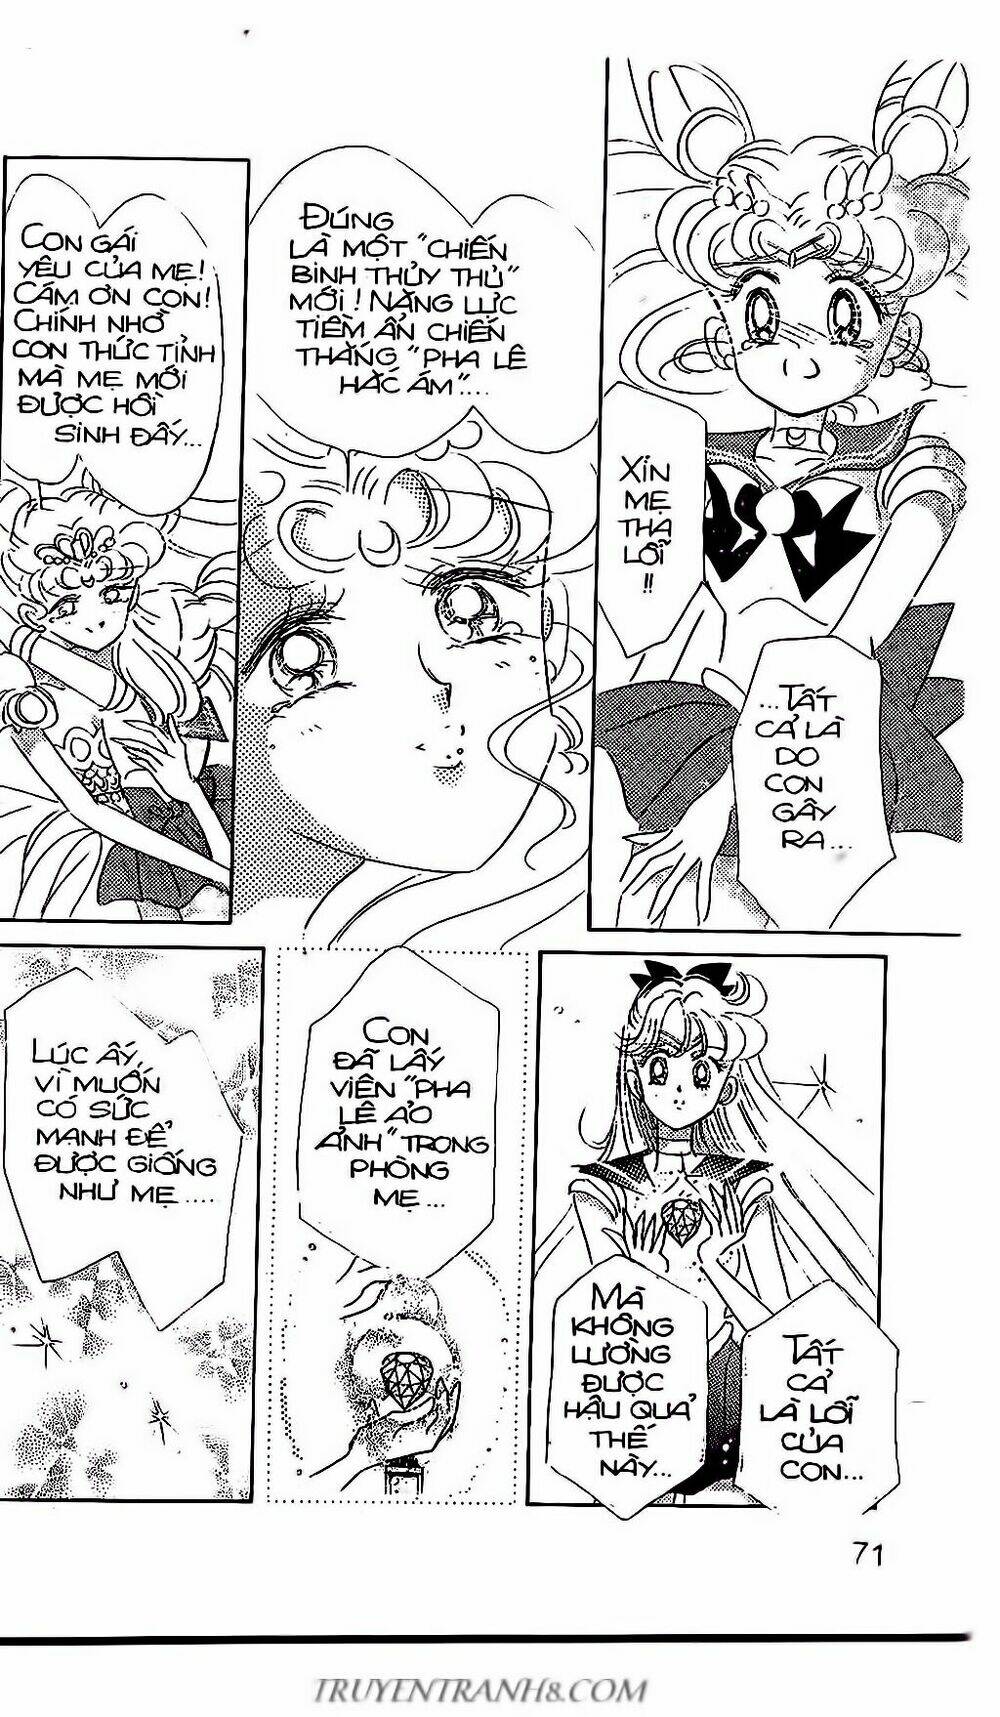 XIN
MẸ
THA
LỖI
!!
...TẤT
CẢ LÀ
DO
CON
GÂY
RA...
ĐÚNG
LÀ MỘT "CHIẾN
BINH THỦY THỦ"
MỚI! NĂNG LỰC
TIỀM ẨN CHIẾN
THẮNG "PHA LÊ
HẮC ÁM"...
CON GÁI
YÊU CỦA MẸ!
CÁM ƠN CON!
CHÍNH NHỜ
CON THỨC TỈNH
MÀ MẸ MỚI
ĐƯỢC HỒI
SINH ĐẤY...
TẤT
CẢ
LÀ LỖI
CỦA
CON...
MÀ
KHÔNG
LƯỜNG
ĐƯỢC
HẬU QUẢ
THẾ
NÀY...
CON
ĐÃ LẤY
VIÊN "PHA
LÊ ẢO
ẢNH" TRONG
PHÒNG
MẸ...
LÚC ẤY
VÌ MUỐN
CÓ SỨC
MẠNH ĐỂ
ĐƯỢC GIỐNG
NHƯ MẸ....
71
TRUYENTRANH8.COM